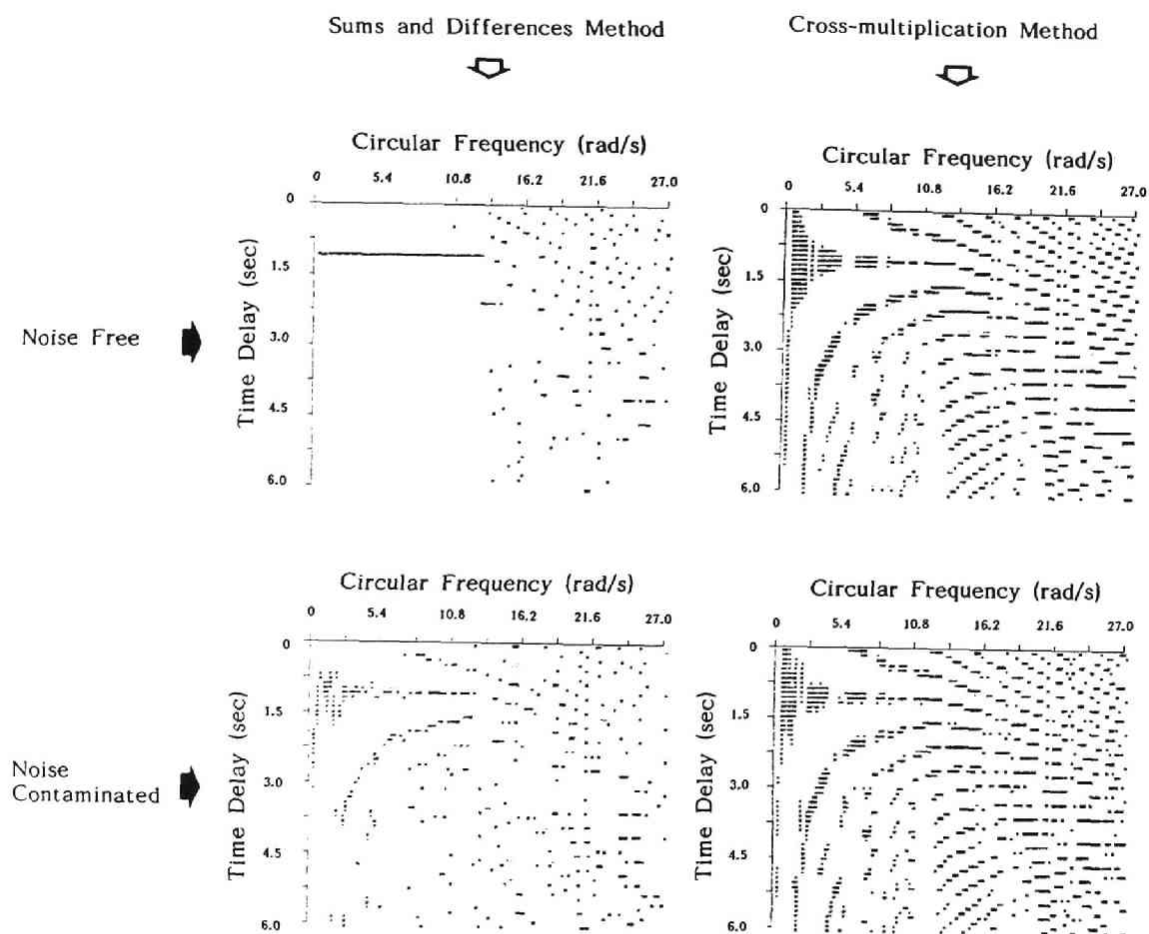 Sums and Differences Method
Cross-multiplication Method
Circular Frequency (rad/s)
0 5.4 10.8 16.2 21.6 27.0
0
1.5
3.0
4.5
6.0
Time Delay (sec)
Circular Frequency (rad/s)
0 5.4 10.8 16.2 21.6 27.0
0
1.5
3.0
4.5
6.0
Time Delay (sec)
Noise Free
Circular Frequency (rad/s)
0 5.4 10.8 16.2 21.6 27.0
0
1.5
3.0
4.5
6.0
Time Delay (sec)
Circular Frequency (rad/s)
0 5.4 10.8 16.2 21.6 27.0
0
1.5
3.0
4.5
6.0
Time Delay (sec)
Noise
Contaminated